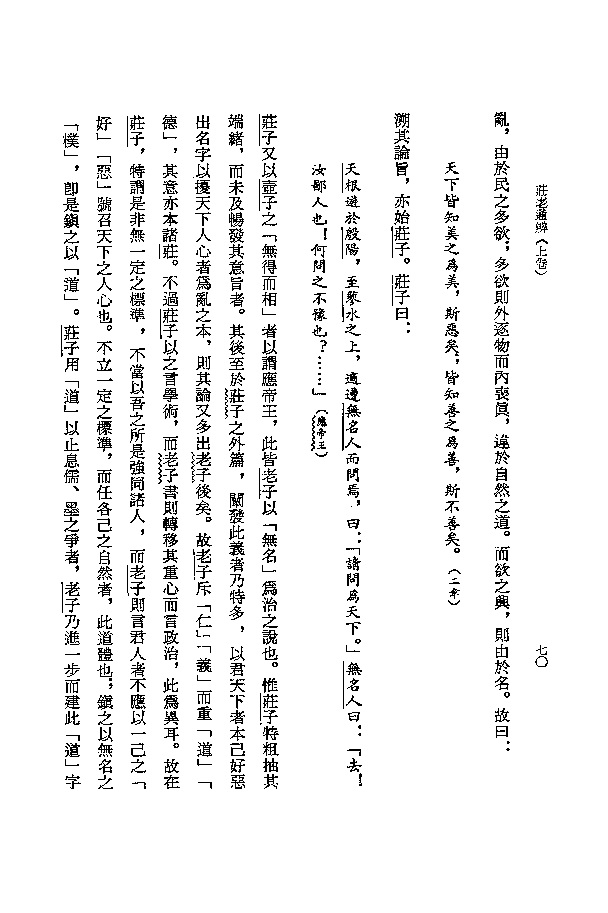 莊老通辨(上卷)
七〇
亂,由於民之多欲;多欲則外逐物而內喪眞,違於自然之道。而欲之興,則由於名。故曰:
天下皆知美之爲美,斯惡矣;皆知善之爲善,斯不善矣。(二章)
溯其論旨,亦始莊子。莊子曰:
天根遊於殷陽,至蓼水之上,適遭無名人而問焉,曰:「請問爲天下。」無名人曰:「去!
汝鄙人也!何問之不豫也?……」(應帝王)
莊子又以壺子之「無得而相」者以謂應帝王,此皆老子以「無名」爲治之說也。惟莊子特粗抽其
端緒,而未及暢發其意旨者。其後至於莊子之外篇,闡發此義者乃特多,以君天下者本己好惡
出名字以擾天下人心者爲亂之本,則其論又多出老子後矣。故老子斥「仁」「義」而重「道」「
德」,其意亦本諸莊。不過莊子以之言學術,而老子書則轉移其重心而言政治,此爲異耳。故在
莊子,特謂是非無一定之標準,不當以吾之所是強同諸人,而老子則言君人者不應以一己之「
好」「惡」號召天下之人心也。不立一定之標準,而任各己之自然者,此道體也;鎭之以無名之
「樸」,卽是鎭之以「道」。莊子用「道」以止息儒、墨之爭者,老子乃進一步而建此「道」字